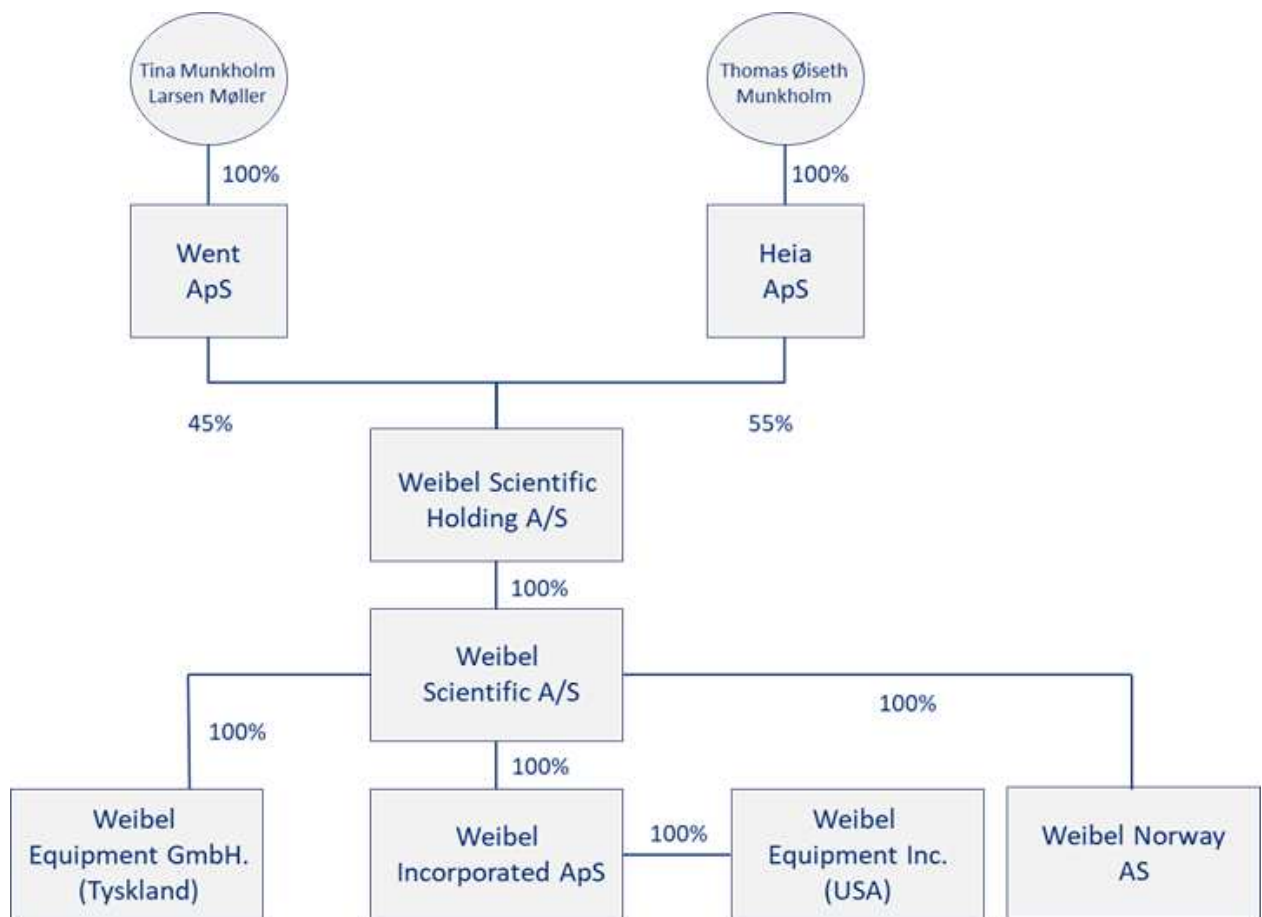 Tina Munkholm
Larsen Møller
Thomas Øiseth
Munkholm
100%
100%
Went
ApS
Heia
ApS
45%
55%
Weibel Scientific
Holding A/S
100%
Weibel
Scientific A/S
100%
100%
100%
Weibel
Equipment GmbH.
(Tyskland)
Weibel
Incorporated ApS
100%
Weibel
Equipment Inc.
(USA)
Weibel Norway
AS